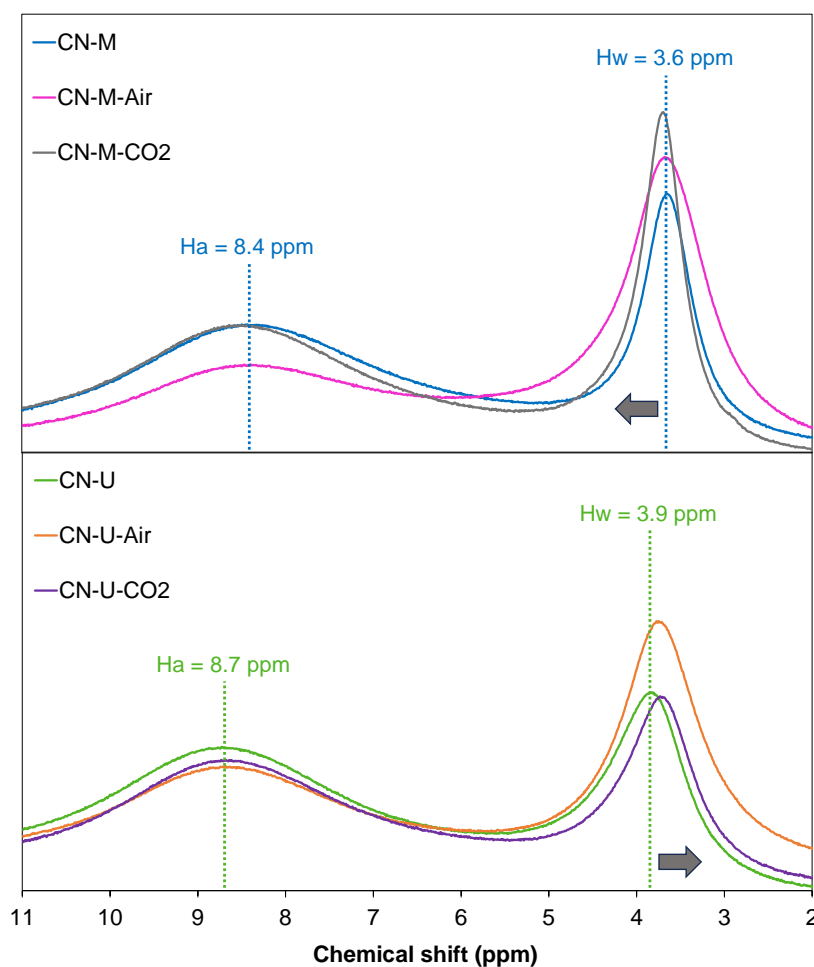 CN-M
Hw = 3.6 ppm
CN-M-Air
CN-M-CO2
Ha = 8.4 ppm
CN-U
Hw = 3.9 ppm
CN-U-Air
CN-U-CO2
Ha = 8.7 ppm
11 10 9 8 7 6 5 4 3 2
Chemical shift (ppm)